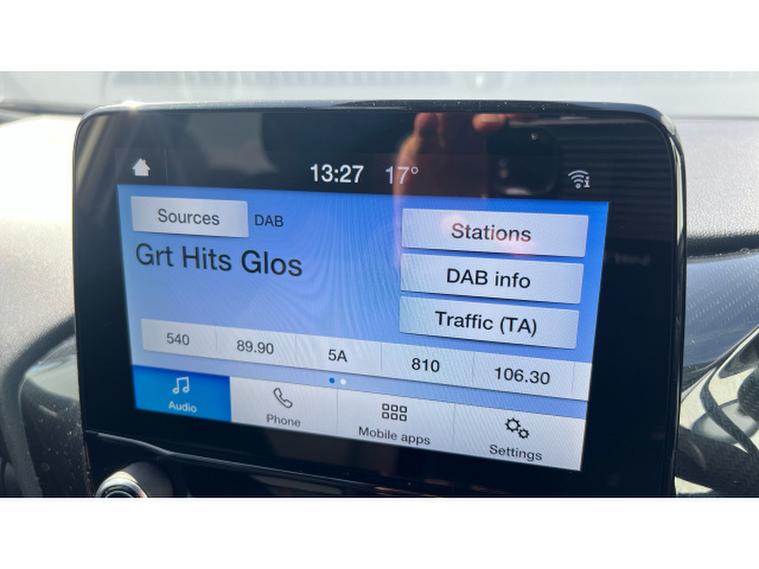 13:27 17°
Sources DAB
Grt Hits Glos
Stations
DAB info
Traffic (TA)
540 89.90 5A 810 106.30
Audio Phone Mobile apps Settings